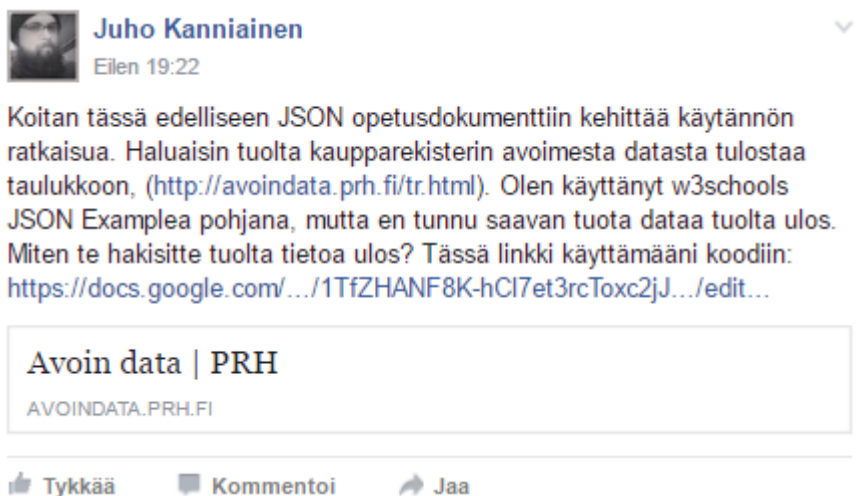 Juho Kanniainen
Eilen 19:22
Koitan tässä edelliseen JSON opetusdokumenttiin kehittää käytännön
ratkaisua. Haluaisin tuolta kaupparekisterin avoimesta datasta tulostaa
taulukkoon, (http://avoindata.prh.fi/tr.html). Olen käyttänyt w3schools
JSON Examplea pohjana, mutta en tunnu saavan tuota dataa tuolta ulos.
Miten te hakisitte tuolta tietoa ulos? Tässä linkki käyttämääni koodiin:
https://docs.google.com/…/1TfZHANF8K-hCl7et3rcToxc2jJ…/edit…
Avoin data | PRH
AVOINDATA.PRH.FI
Tykkää Kommentoi Jaa